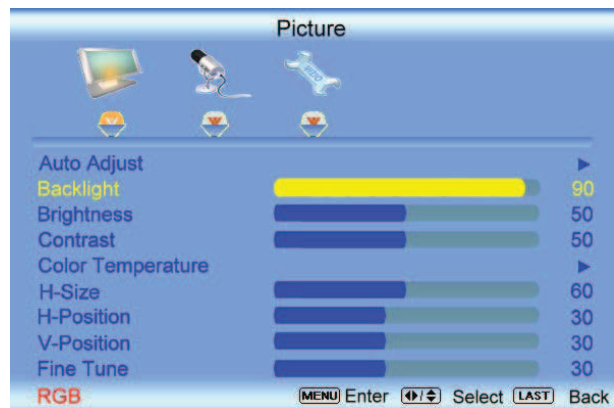 Picture
Auto Adjust
Backlight 90
Brightness 50
Contrast 50
Color Temperature
H-Size 60
H-Position 30
V-Position 30
Fine Tune 30
RGB MENU Enter Select LAST Back